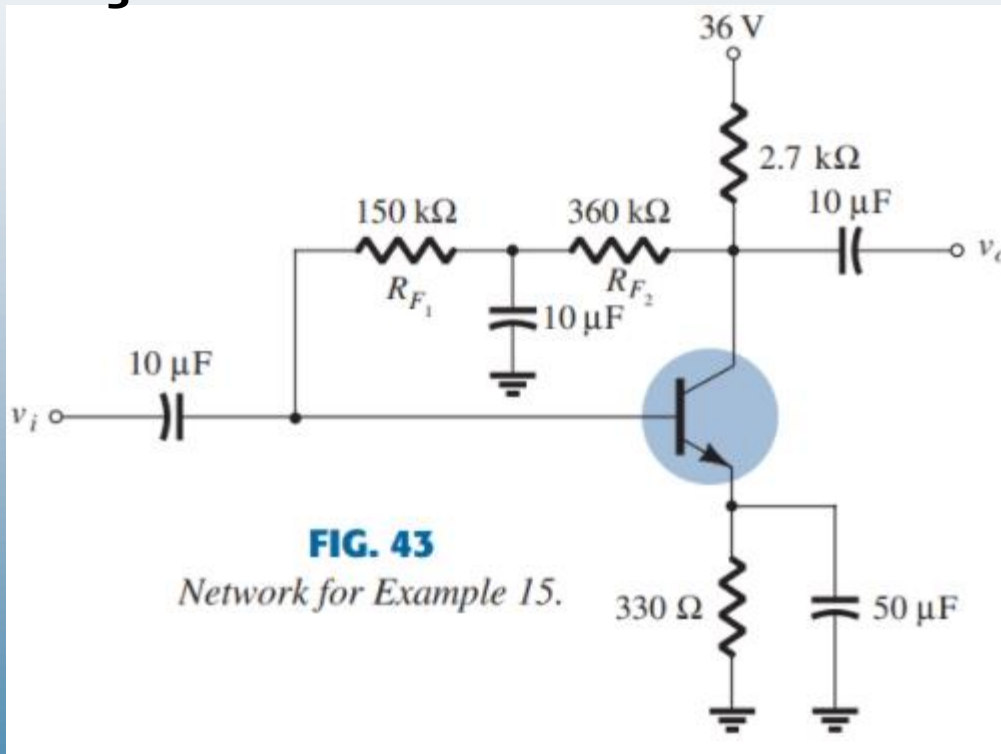 36 V
2.7 kΩ
10 µF
150 kΩ
360 kΩ
R_F₁
R_F₂
10 µF
10 µF
v_i
FIG. 43
Network for Example 15.
330 Ω
50 µF